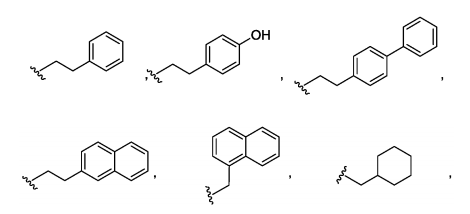 OH
, , ,
, , ,